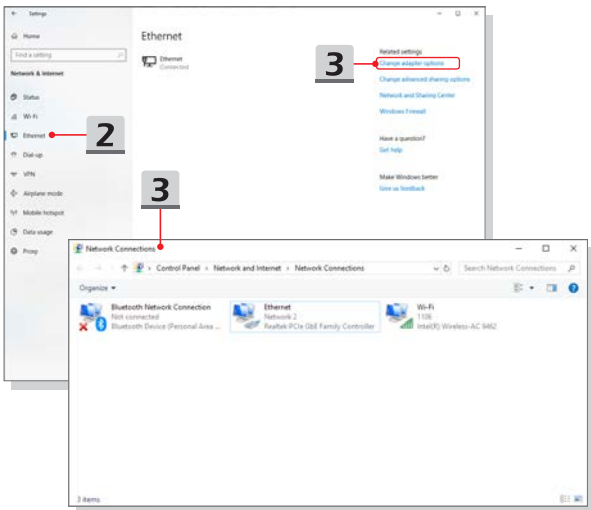 Settings
Home
Find a setting
Network & Internet
Status
Wi-Fi
Ethernet
Dial-up
VPN
Airplane mode
Mobile hotspot
Data usage
Proxy
2
Ethernet
Ethernet
Connected
3
Related settings
Change adapter options
Change advanced sharing options
Network and Sharing Center
Windows Firewall
Have a question?
Get help
Make Windows better
Give us feedback
3
Network Connections
Control Panel › Network and Internet › Network Connections
Search Network Connections
Organize
Bluetooth Network Connection
Not connected
Bluetooth Device (Personal Area ...
Ethernet
Network 2
Realtek PCIe GbE Family Controller
Wi-Fi
1106
Intel(R) Wireless-AC 9462
3 items